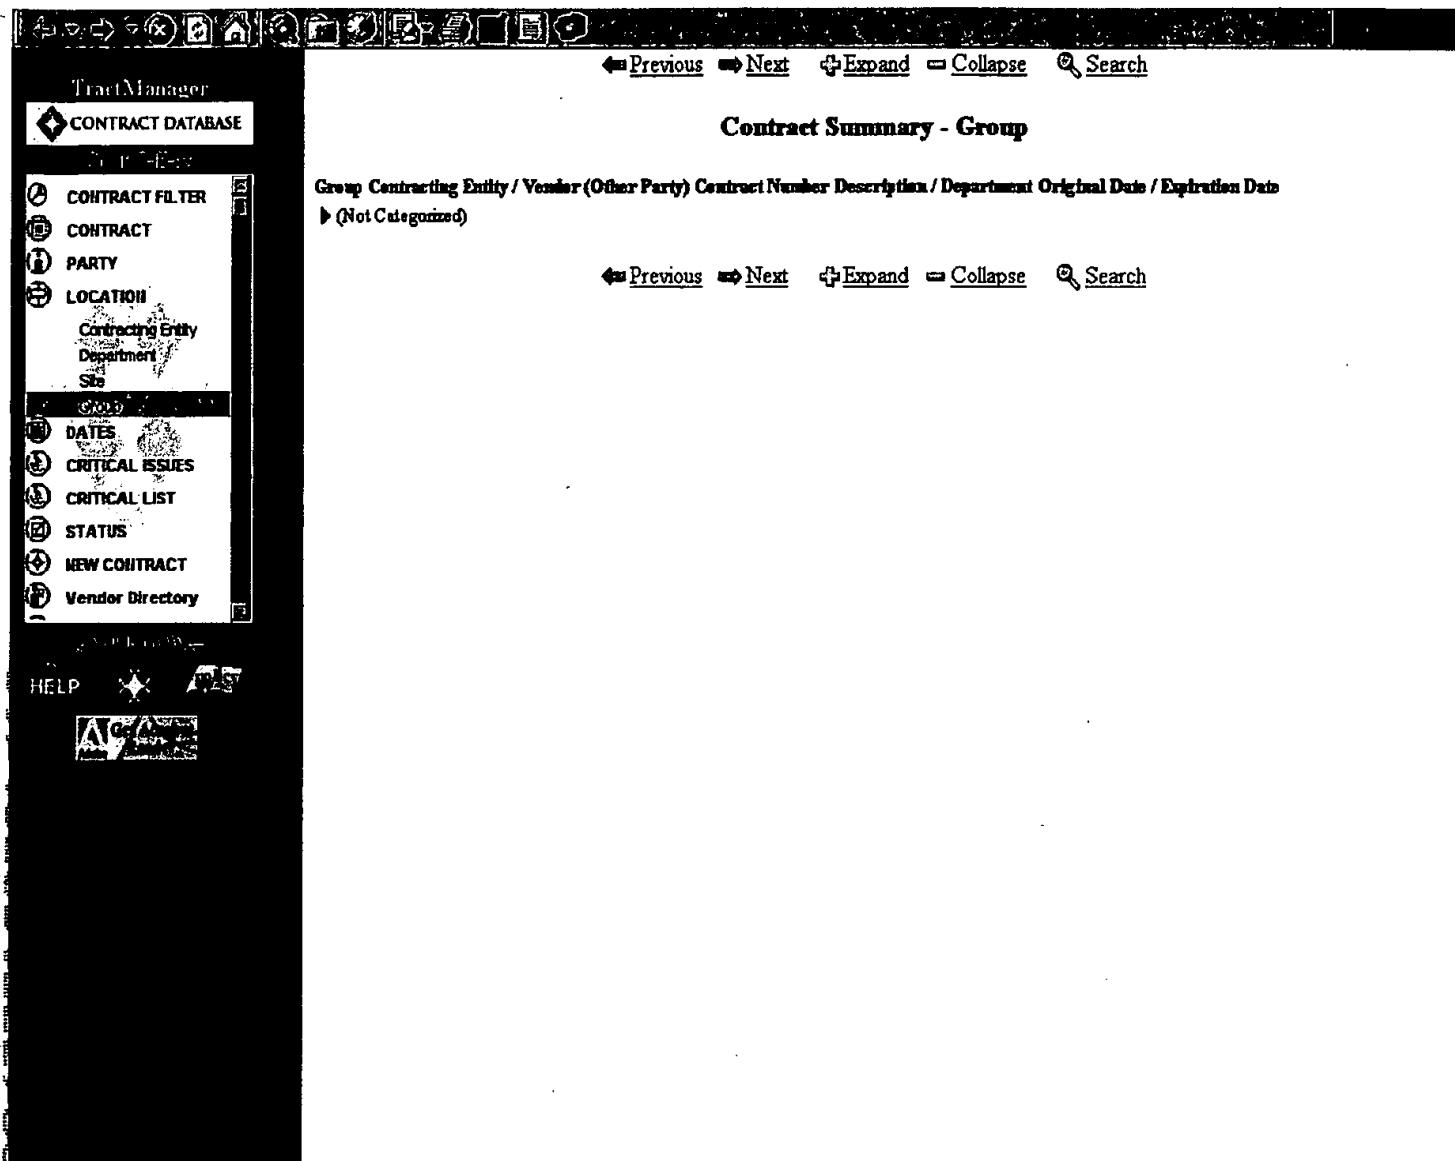 Previous Next Expand Collapse Search
TractManager
CONTRACT DATABASE
Contract Summary - Group
CONTRACT FILTER
CONTRACT
PARTY
LOCATION
Contracting Entity
Department
Site
Group
DATES
CRITICAL ISSUES
CRITICAL LIST
STATUS
NEW CONTRACT
Vendor Directory
HELP
Group Contracting Entity / Vendor (Other Party) Contract Number Description / Department Original Date / Expiration Date
(Not Categorized)
Previous Next Expand Collapse Search